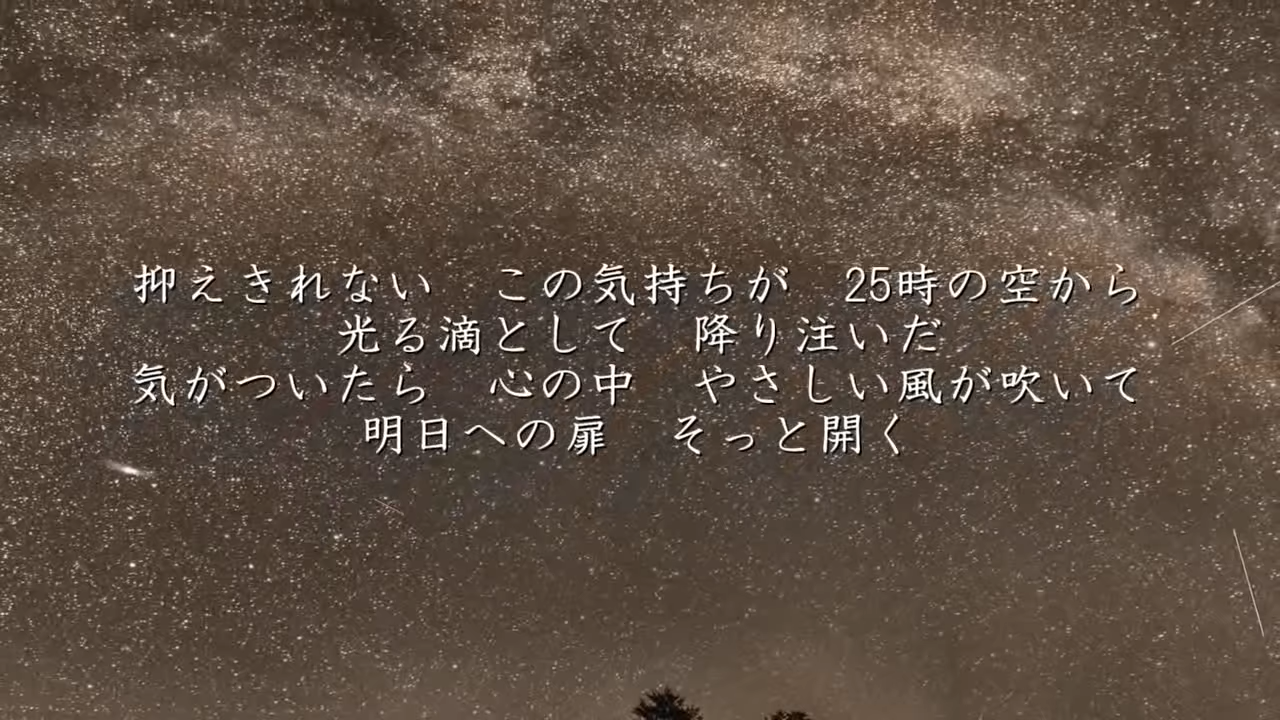 抑えきれない　この気持ちが　25時の空から
光る滴として　降り注いだ
気がついたら　心の中　やさしい風が吹いて
明日への扉　そっと開く